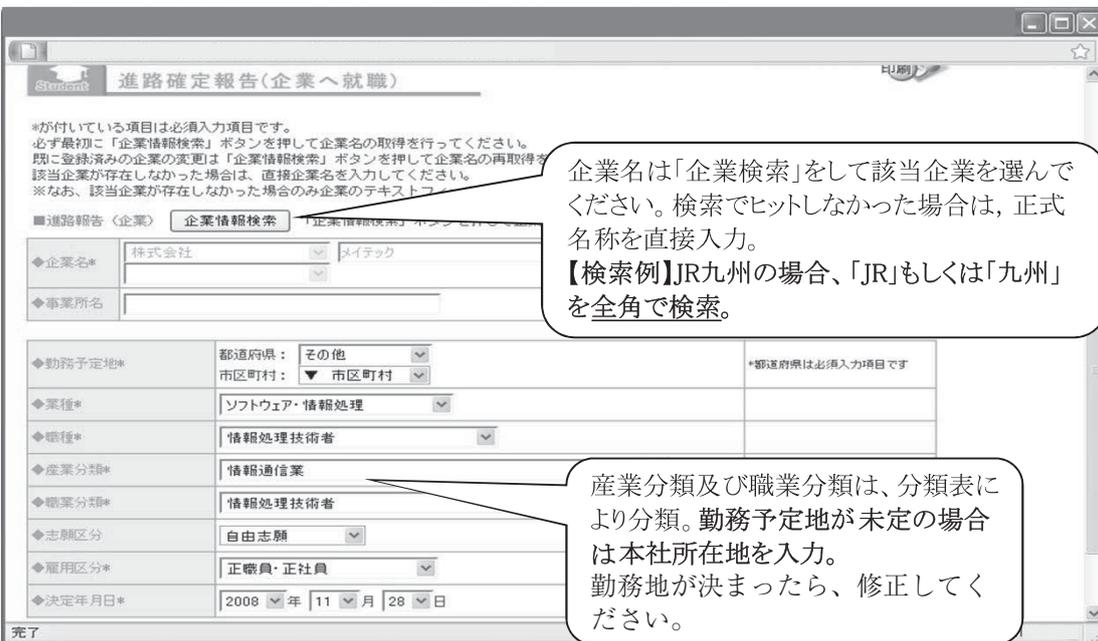 Student 進路確定報告(企業へ就職)
印刷
*が付いている項目は必須入力項目です。
必ず最初に「企業情報検索」ボタンを押して企業名の取得を行ってください。
既に登録済みの企業の変更は「企業情報検索」ボタンを押して企業名の再取得を
該当企業が存在しなかった場合は、直接企業名を入力してください。
※なお、該当企業が存在しなかった場合のみ企業のテキストフィ
■進路報告〈企業〉 企業情報検索
企業名は「企業検索」をして該当企業を選んで
ください。検索でヒットしなかった場合は，正式
名称を直接入力。
【検索例】JR九州の場合、「JR」もしくは「九州」
を全角で検索。
◆企業名* 株式会社 メイテック
◆事業所名
◆勤務予定地* 都道府県： その他
市区町村： ▼ 市区町村
*都道府県は必須入力項目です
◆業種* ソフトウェア・情報処理
◆職種* 情報処理技術者
◆産業分類* 情報通信業
◆職業分類* 情報処理技術者
◆志願区分 自由志願
◆雇用区分* 正職員・正社員
◆決定年月日* 2008 年 11 月 28 日
産業分類及び職業分類は、分類表に
より分類。勤務予定地が未定の場合
は本社所在地を入力。
勤務地が決まったら、修正してく
ださい。
完了